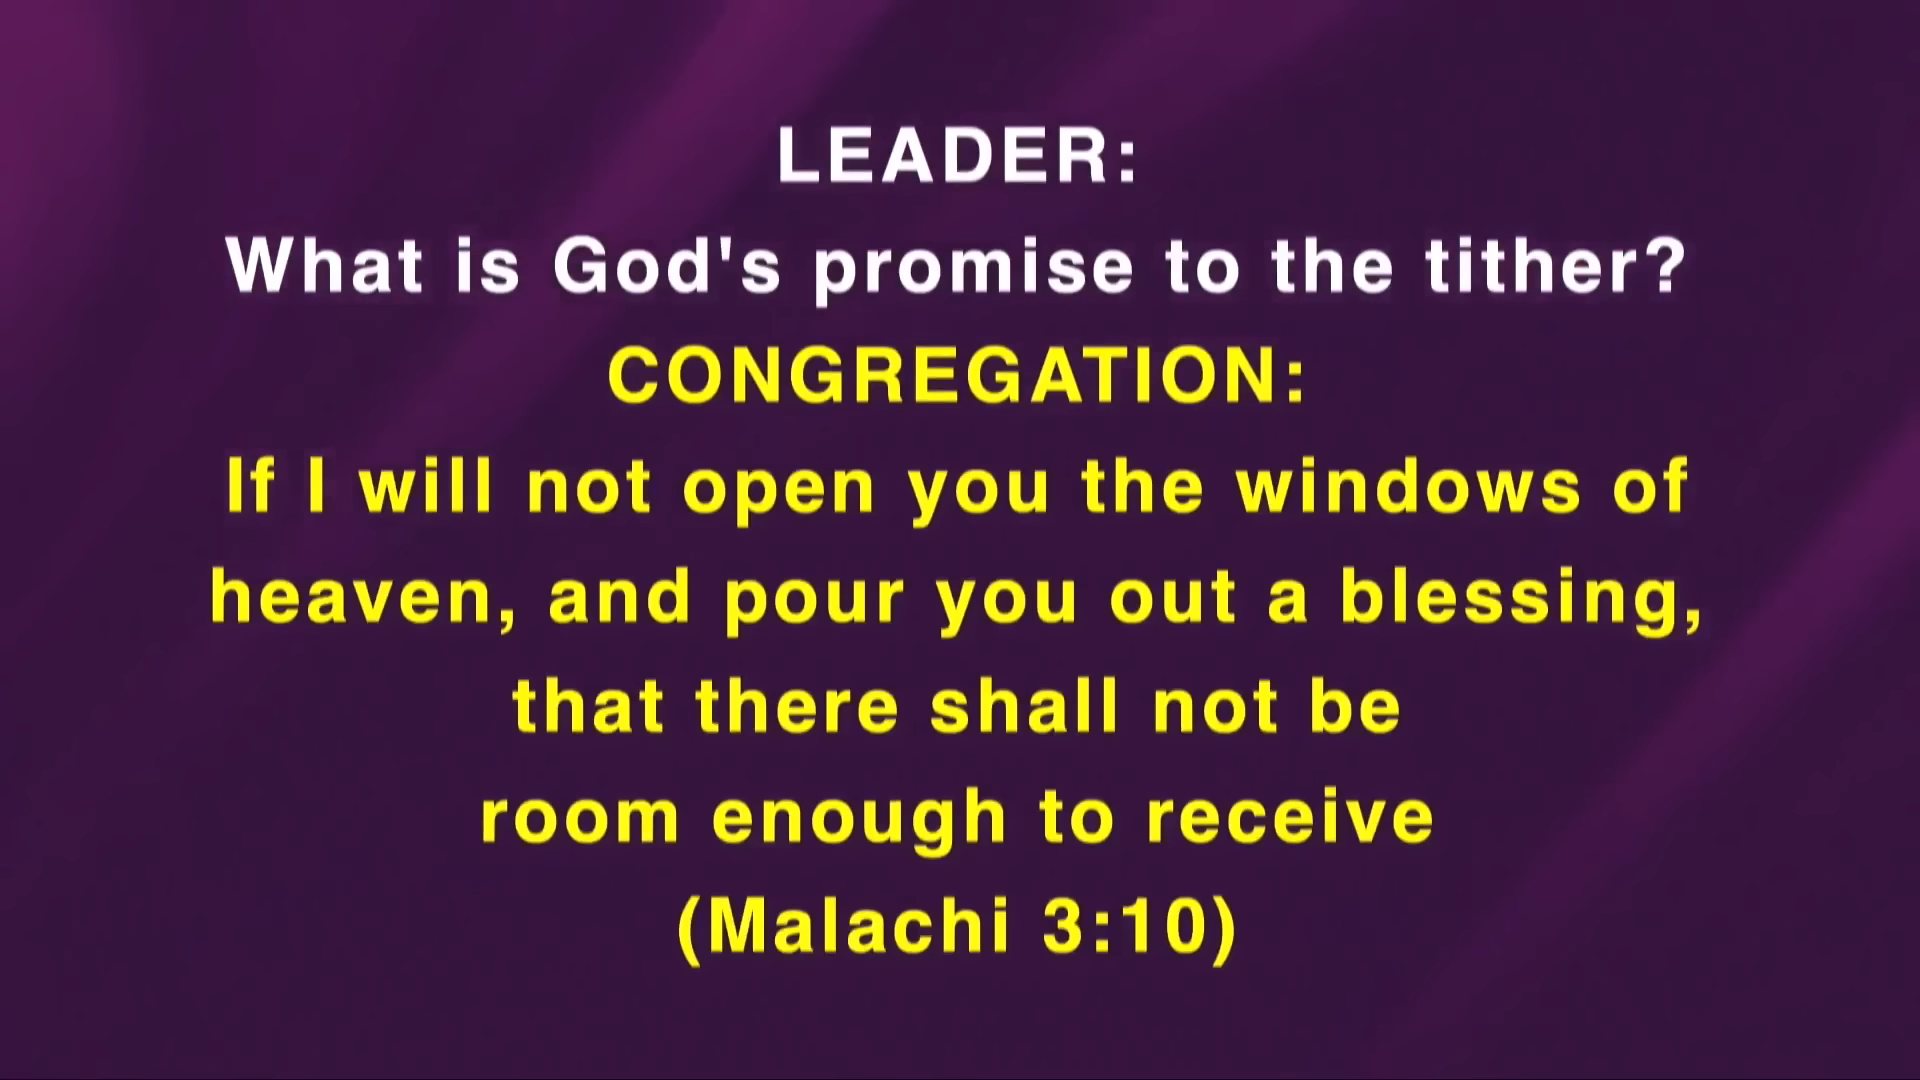 LEADER:
What is God's promise to the tither?
CONGREGATION:
If I will not open you the windows of
heaven, and pour you out a blessing,
that there shall not be
room enough to receive
(Malachi 3:10)